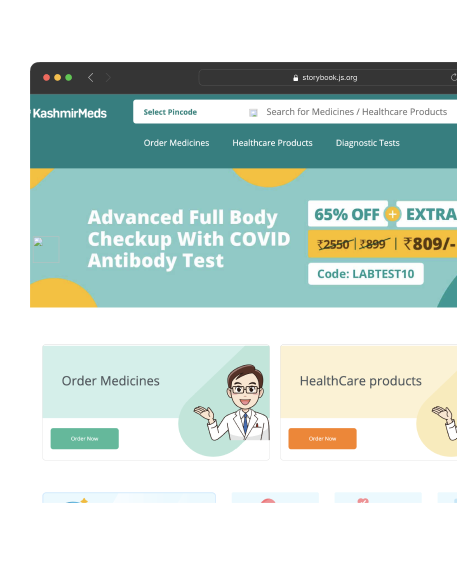 storybook.js.org
KashmirMeds
Select Pincode
Search for Medicines / Healthcare Products
Order Medicines
Healthcare Products
Diagnostic Tests
Advanced Full Body
Checkup With COVID
Antibody Test
65% OFF + EXTRA
₹2550 | ₹899 | ₹809/-
Code: LABTEST10
Order Medicines
Order Now
HealthCare products
Order Now